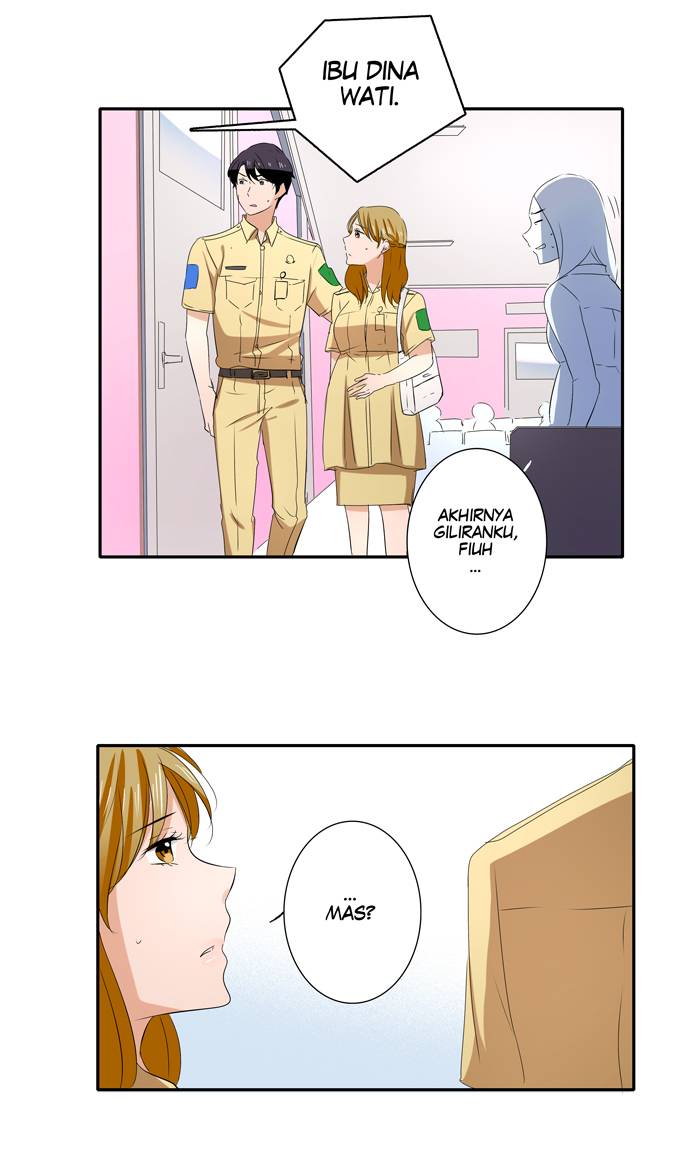 IBU DINA
WATI.
AKHIRNYA
GILIRANKU,
FIUH
...
...
MAS?